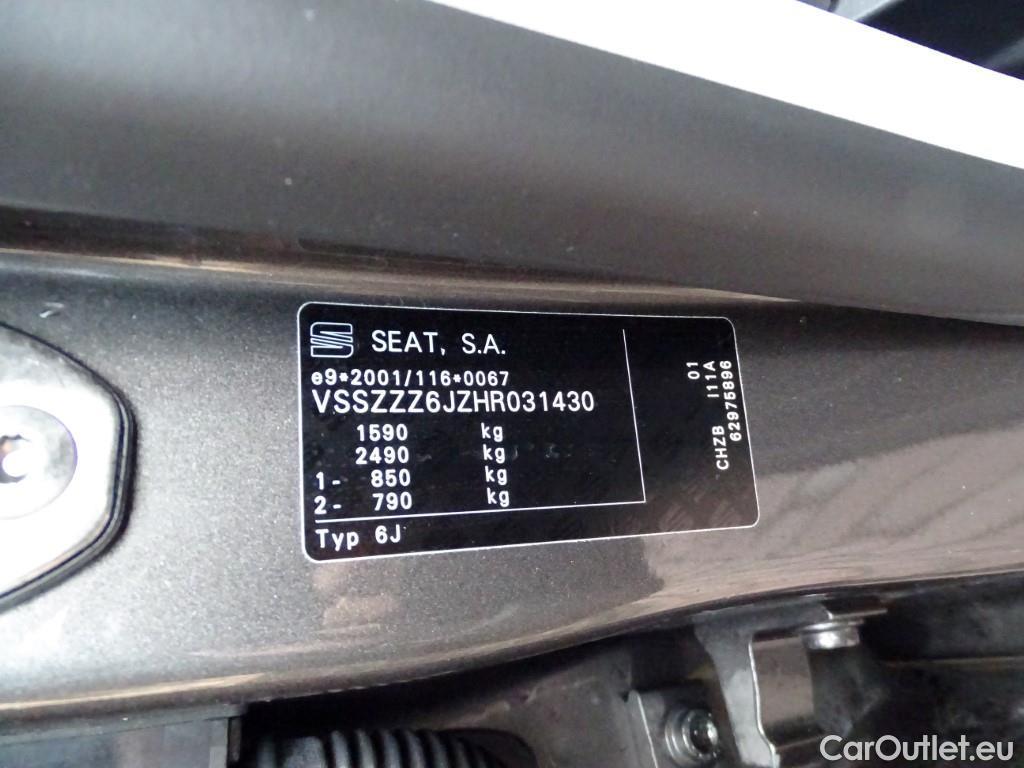 SEAT, S.A.
e9*2001/116*0067
VSSZZZ6JZHR031430
1590 kg
2490 kg
1- 850 kg
2- 790 kg
Typ 6J
01
CHZB I11A
62975896
CarOutlet.eu